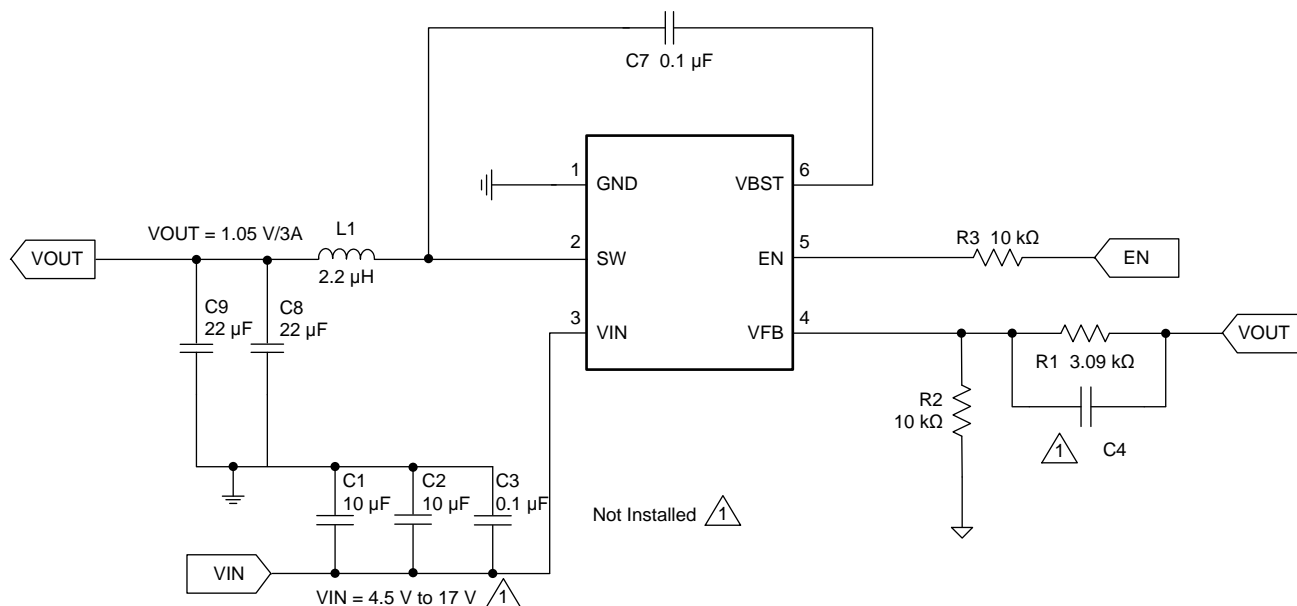 C7 0.1 µF
1
GND
VBST
6
VOUT
VOUT = 1.05 V/3A
L1
2.2 µH
2
SW
EN
5
R3 10 kΩ
EN
C9
22 µF
C8
22 µF
3
VIN
VFB
4
R1 3.09 kΩ
VOUT
R2
10 kΩ
1
C4
C1
10 µF
C2
10 µF
C3
0.1 µF
Not Installed 1
VIN
VIN = 4.5 V to 17 V 1